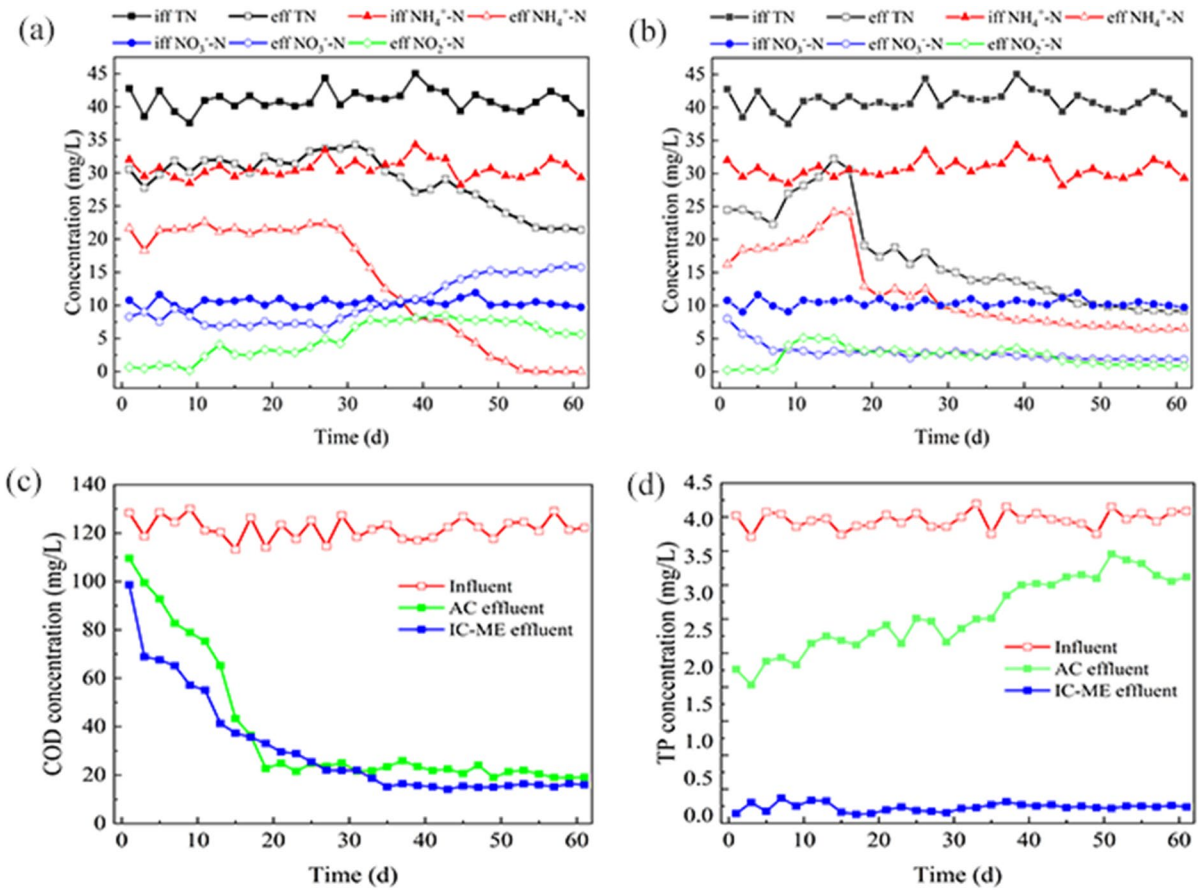 (a)
iff TN eff TN iff NH₄⁺-N eff NH₄⁺-N
iff NO₃⁻-N eff NO₃⁻-N eff NO₂⁻-N
Concentration (mg/L)
45
40
35
30
25
20
15
10
5
0
0 10 20 30 40 50 60
Time (d)
(b)
iff TN eff TN iff NH₄⁺-N eff NH₄⁺-N
iff NO₃⁻-N eff NO₃⁻-N eff NO₂⁻-N
Concentration (mg/L)
45
40
35
30
25
20
15
10
5
0
0 10 20 30 40 50 60
Time (d)
(c)
COD concentration (mg/L)
140
120
100
80
60
40
20
0
Influent
AC effluent
IC-ME effluent
0 10 20 30 40 50 60
Time (d)
(d)
TP concentration (mg/L)
4.5
4.0
3.5
3.0
2.5
2.0
1.5
1.0
0.5
0.0
Influent
AC effluent
IC-ME effluent
0 10 20 30 40 50 60
Time (d)